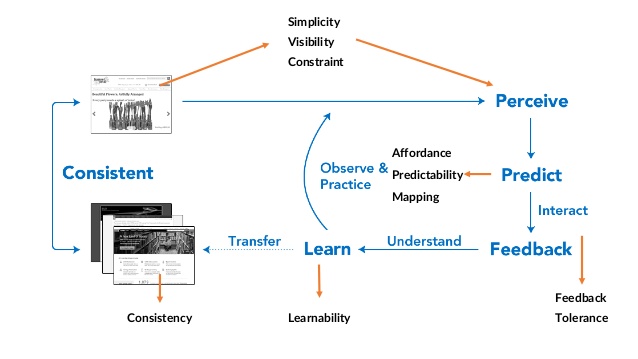 Simplicity
Visibility
Constraint
Perceive
Affordance
Observe &
Practice
Predictability
Predict
Consistent
Mapping
Interact
Transfer
Learn
Understand
Feedback
Feedback
Tolerance
Consistency
Learnability